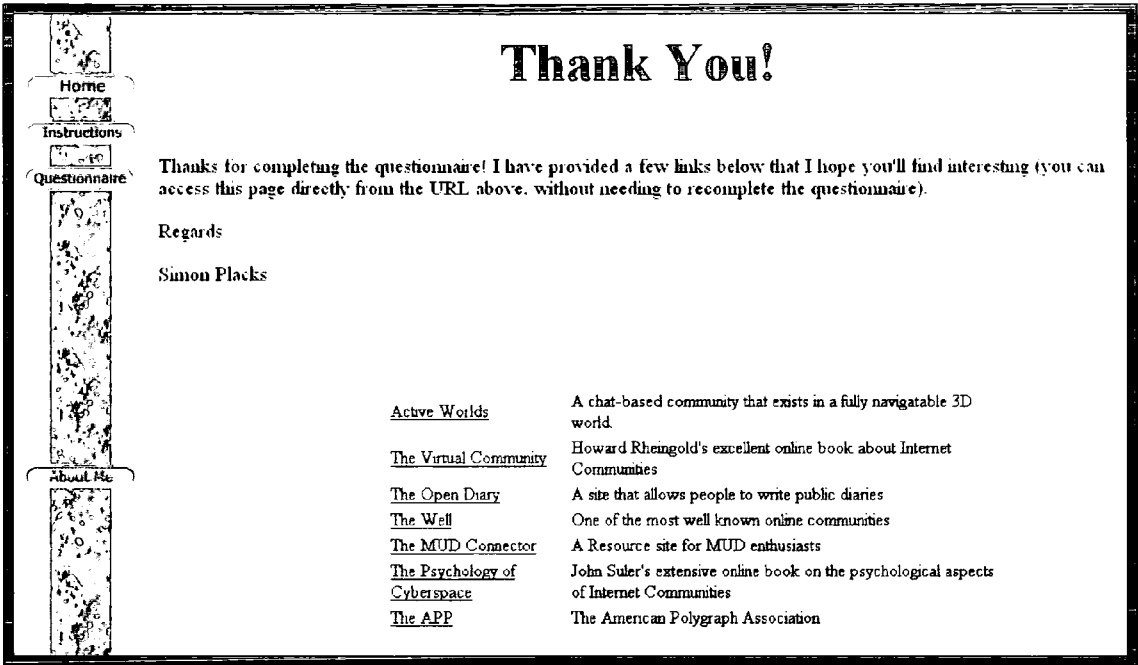 Thank You!
Home
Instructions
Questionnaire
About Me
Thanks for completing the questionnaire! I have provided a few links below that I hope you'll find interesting (you can
access this page directly from the URL above, without needing to recomplete the questionnaire).
Regards
Simon Placks
Active Worlds
A chat-based community that exists in a fully navigatable 3D
world.
The Virtual Community
Howard Rheingold's excellent online book about Internet
Communities
The Open Diary
A site that allows people to write public diaries
The Well
One of the most well known online communities
The MUD Connector
A Resource site for MUD enthusiasts
The Psychology of
Cyberspace
John Suler's extensive online book on the psychological aspects
of Internet Communities
The APP
The American Polygraph Association